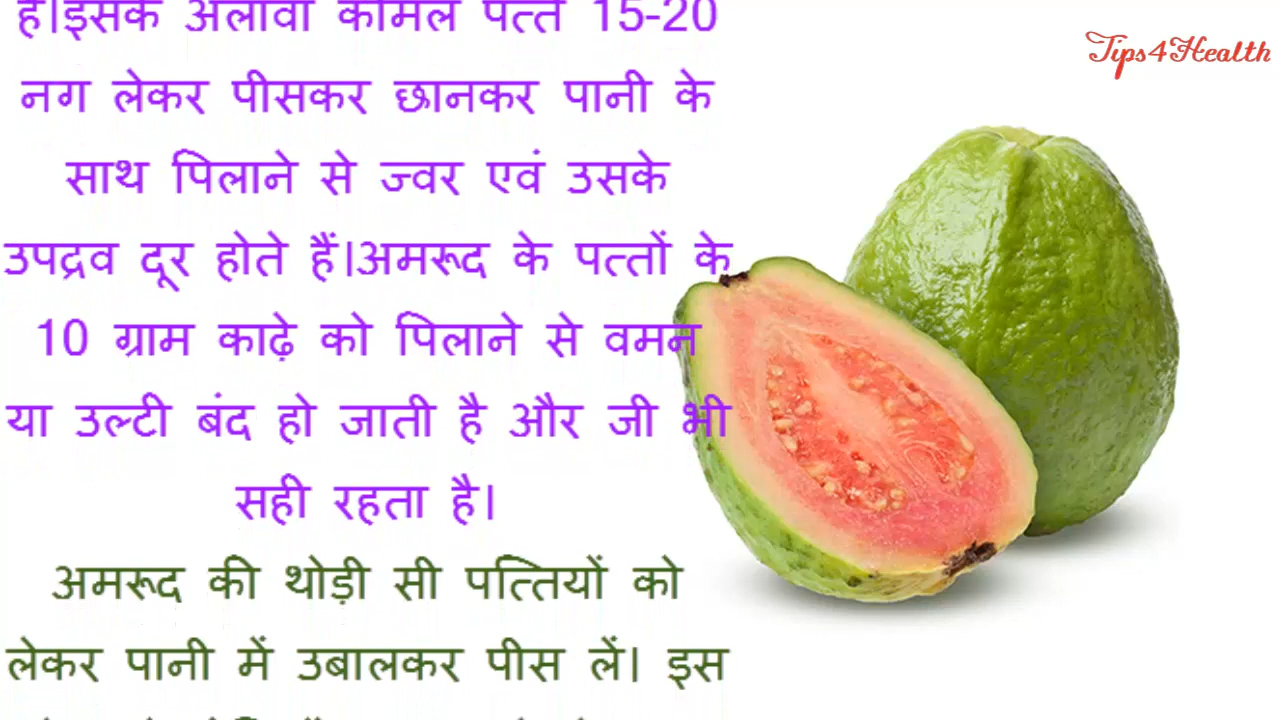 है।इसके अलावा कोमल पत्ते 15-20
नग लेकर पीसकर छानकर पानी के
साथ पिलाने से ज्वर एवं उसके
उपद्रव दूर होते हैं।अमरूद के पत्तों के
10 ग्राम काढ़े को पिलाने से वमन
या उल्टी बंद हो जाती है और जी भी
सही रहता है।
अमरूद की थोड़ी सी पत्तियों को
लेकर पानी में उबालकर पीस लें। इस
Tips4Health